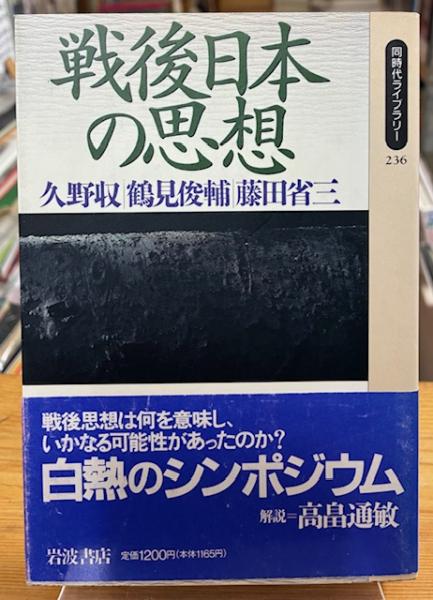 戦後日本
の思想
久野収|鶴見俊輔|藤田省三
同時代ライブラリー
236
戦後思想は何を意味し、
いかなる可能性があったのか?
白熱のシンポジウム
解説=高畠通敏
岩波書店
定価1200円(本体1165円)